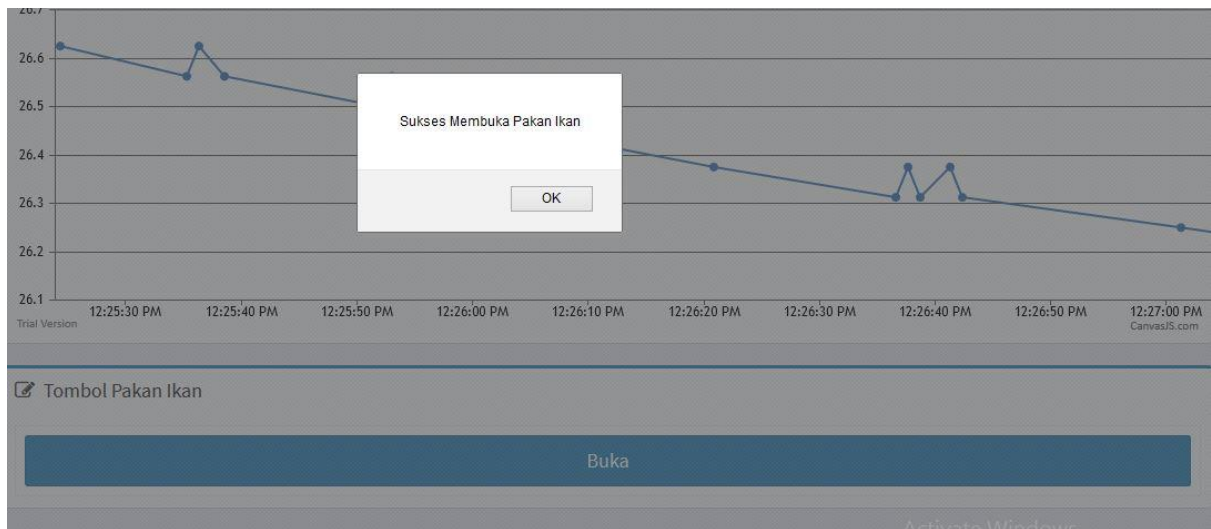 26.7
26.6
26.5
26.4
26.3
26.2
26.1
Sukses Membuka Pakan Ikan
OK
12:25:30 PM 12:25:40 PM 12:25:50 PM 12:26:00 PM 12:26:10 PM 12:26:20 PM 12:26:30 PM 12:26:40 PM 12:26:50 PM 12:27:00 PM
Trial Version
CanvasJS.com
Tombol Pakan Ikan
Buka
Activate Windows